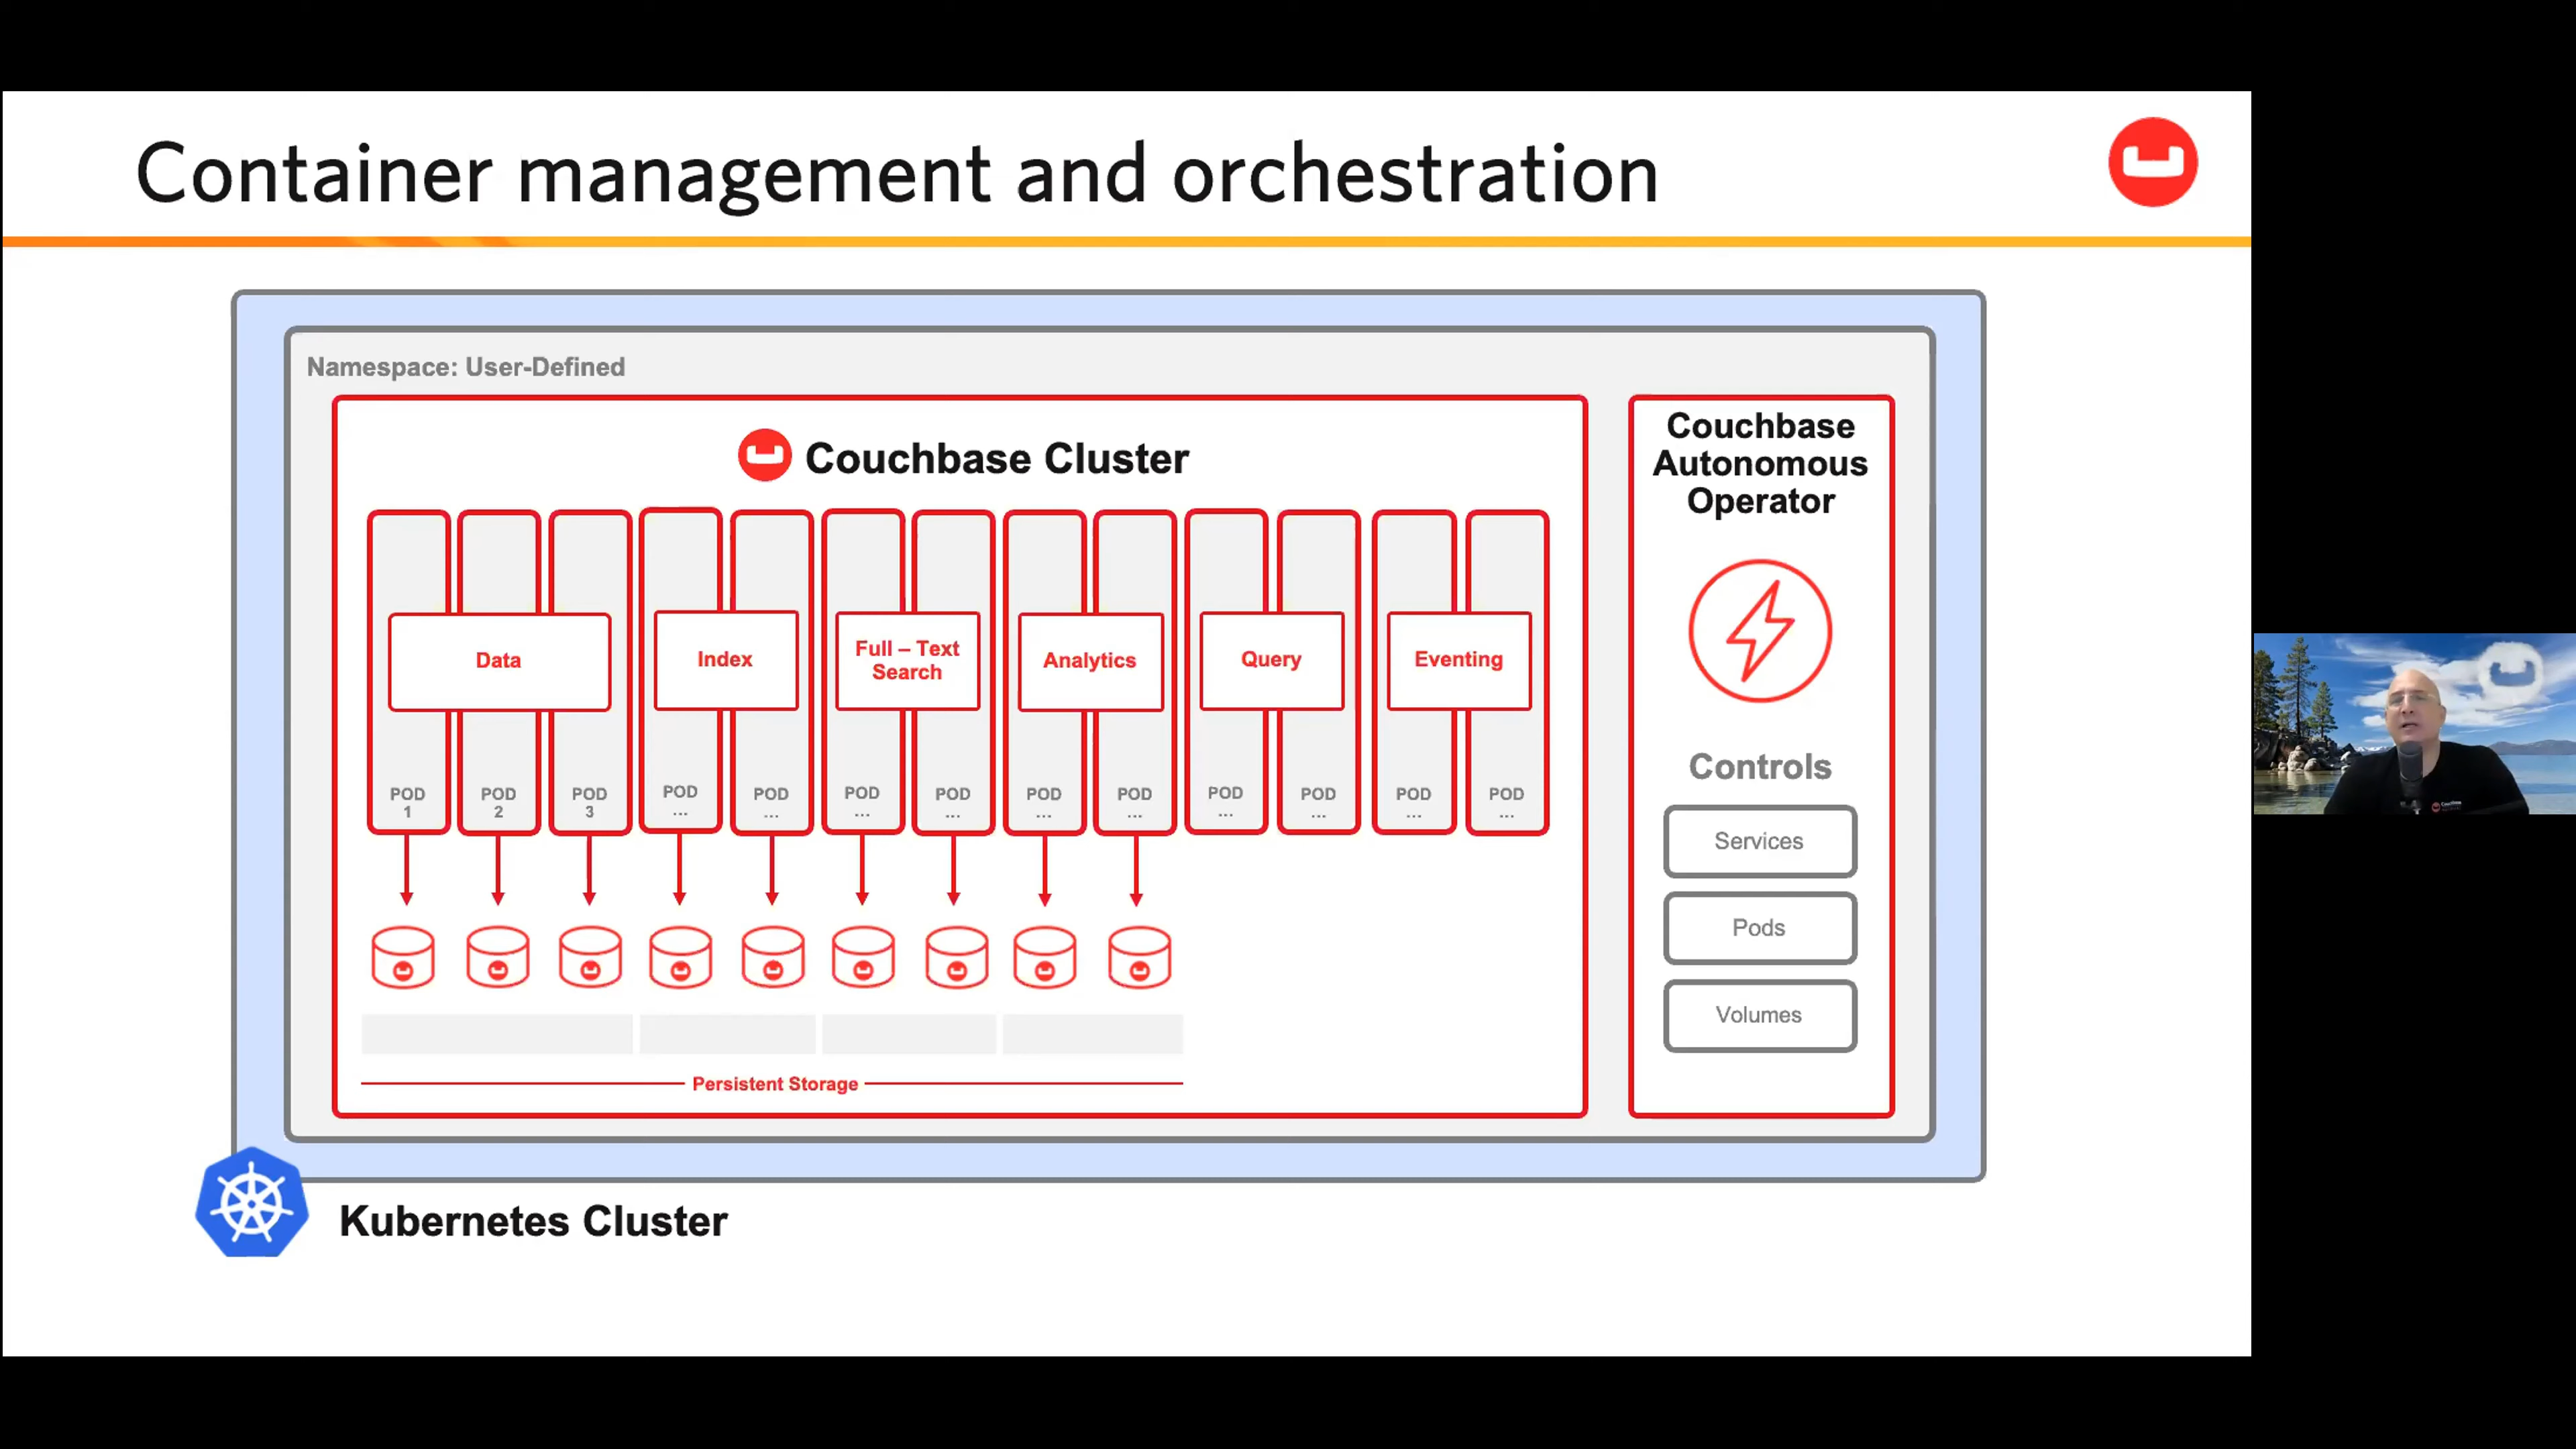 Container management and orchestration
Namespace: User-Defined
Couchbase Cluster
Data
Index
Full – Text
Search
Analytics
Query
Eventing
POD
1
POD
2
POD
3
POD
...
POD
...
POD
...
POD
...
POD
...
POD
...
POD
...
POD
...
POD
...
POD
...
Persistent Storage
Couchbase
Autonomous
Operator
Controls
Services
Pods
Volumes
Kubernetes Cluster